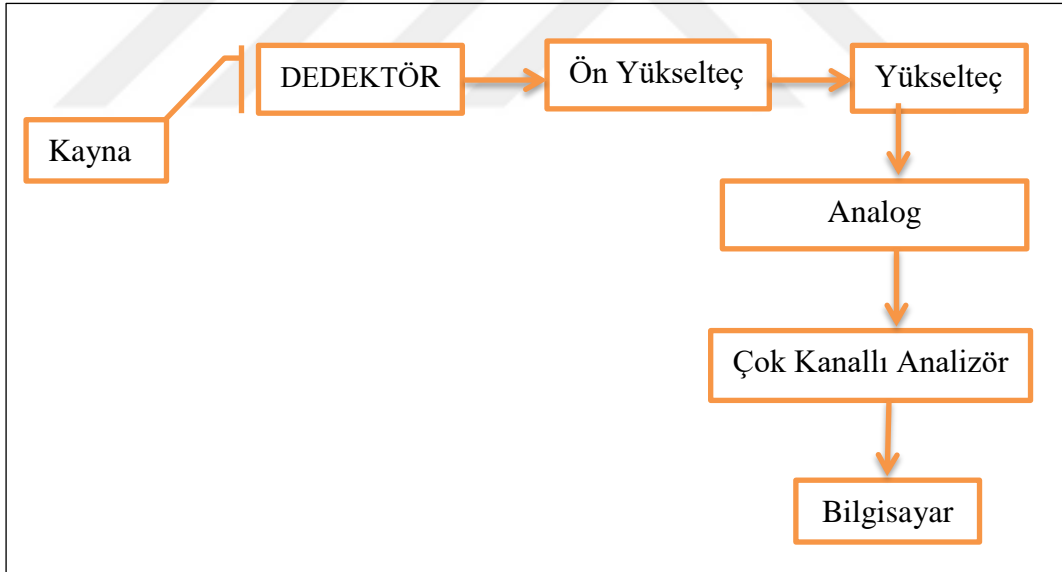 DEDEKTÖR
Ön Yükselteç
Yükselteç
Kayna
Analog
Çok Kanallı Analizör
Bilgisayar